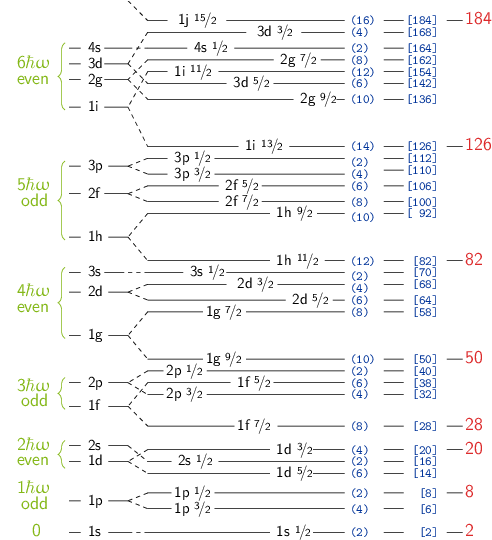 1j 15/2 (16) [184] 184
3d 3/2 (4) [168]
4s 4s 1/2 (2) [164]
6ħω 3d 2g 7/2 (8) [162]
even 2g 1i 11/2 (12) [154]
3d 5/2 (6) [142]
1i 2g 9/2 (10) [136]
1i 13/2 (14) [126] 126
3p 3p 1/2 (2) [112]
3p 3/2 (4) [110]
5ħω 2f 2f 5/2 (6) [106]
odd 2f 7/2 (8) [100]
1h 9/2 (10) [ 92]
1h
1h 11/2 (12) [82] 82
3s 3s 1/2 (2) [70]
4ħω 2d 2d 3/2 (4) [68]
even 2d 5/2 (6) [64]
1g 7/2 (8) [58]
1g
1g 9/2 (10) [50] 50
2p 1/2 (2) [40]
3ħω 2p 1f 5/2 (6) [38]
odd 2p 3/2 (4) [32]
1f
1f 7/2 (8) [28] 28
2ħω 2s 1d 3/2 (4) [20] 20
even 1d 2s 1/2 (2) [16]
1d 5/2 (6) [14]
1ħω 1p 1/2 (2) [8] 8
odd 1p 1p 3/2 (4) [6]
0 1s 1s 1/2 (2) [2] 2